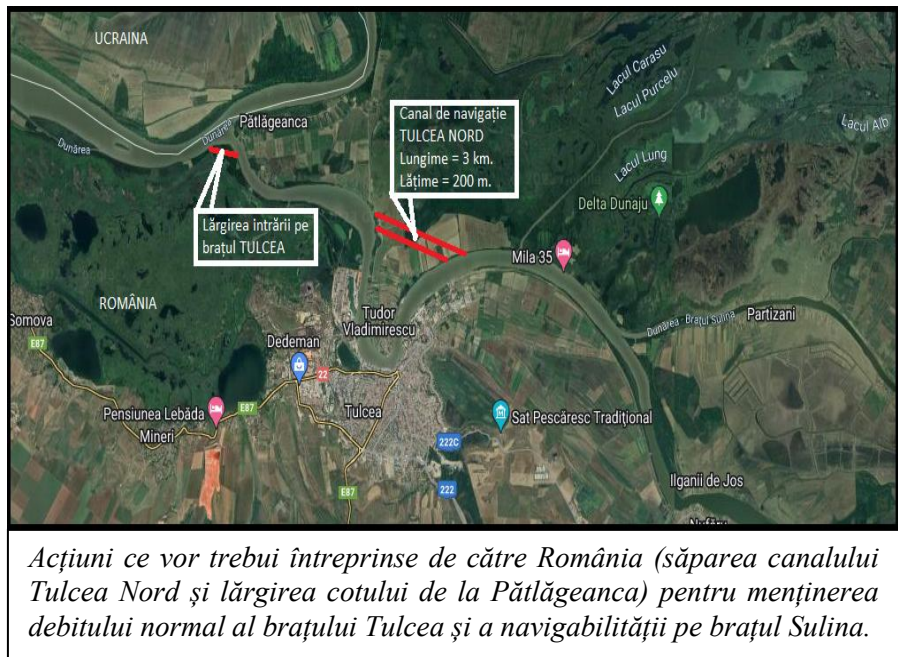 UCRAINA
Lacul Carasu
Lacul Purcelu
Lacul Alb
Canal de navigație
TULCEA NORD
Lungime = 3 km.
Lățime = 200 m.
Pătlăgeanca
Dunărea
Dunărea
Lacul Lung
Delta Dunaju
Lărgirea intrării pe
brațul TULCEA
Mila 35
ROMÂNIA
Somova
E87
Tudor
Vladimirescu
Dunărea - Brațul Sulina
Partizani
Dedeman
22
E87
Pensiunea Lebăda
Mineri
Tulcea
Sat Pescăresc Tradițional
222C
Ilganii de Jos
E87
222
Nufăru
Acțiuni ce vor trebui întreprinse de către România (săparea canalului
Tulcea Nord și lărgirea cotului de la Pătlăgeanca) pentru menținerea
debitului normal al brațului Tulcea și a navigabilității pe brațul Sulina.